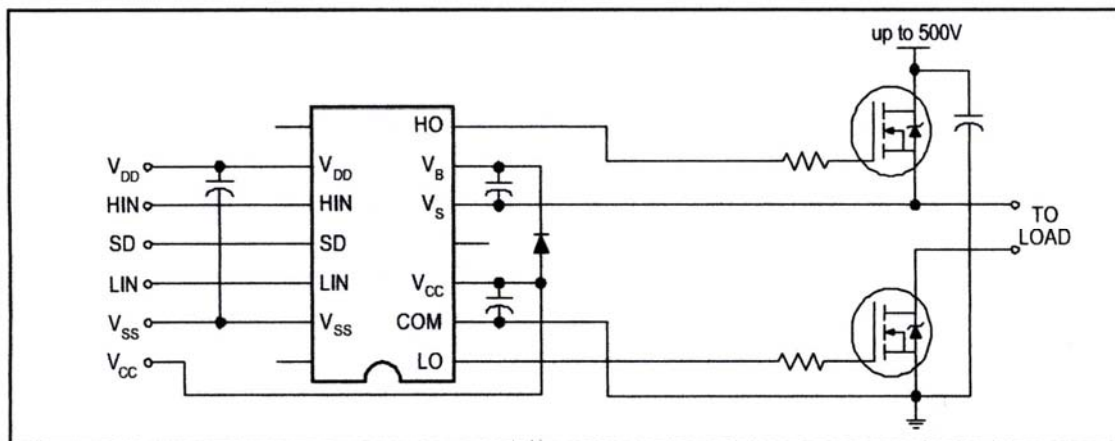 up to 500V
HO
V_DD V_DD V_B
HIN HIN V_S
SD SD
LIN LIN V_CC
V_SS V_SS COM
V_CC LO
TO
LOAD